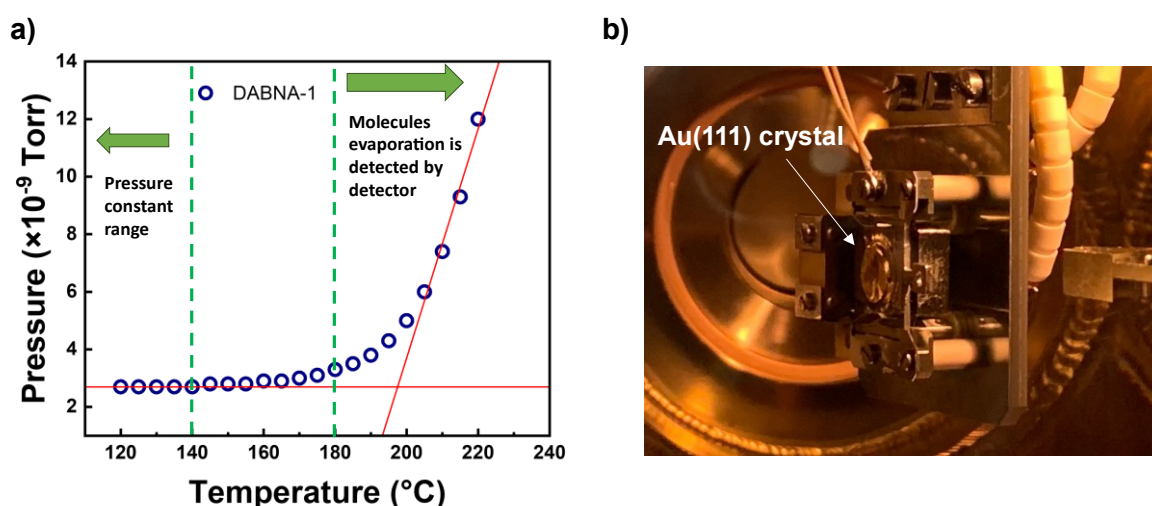 a)
b)
14
12
10
8
6
4
2
Pressure (×10⁻⁹ Torr)
DABNA-1
Pressure
constant
range
Molecules
evaporation is
detected by
detector
120 140 160 180 200 220 240
Temperature (°C)
Au(111) crystal